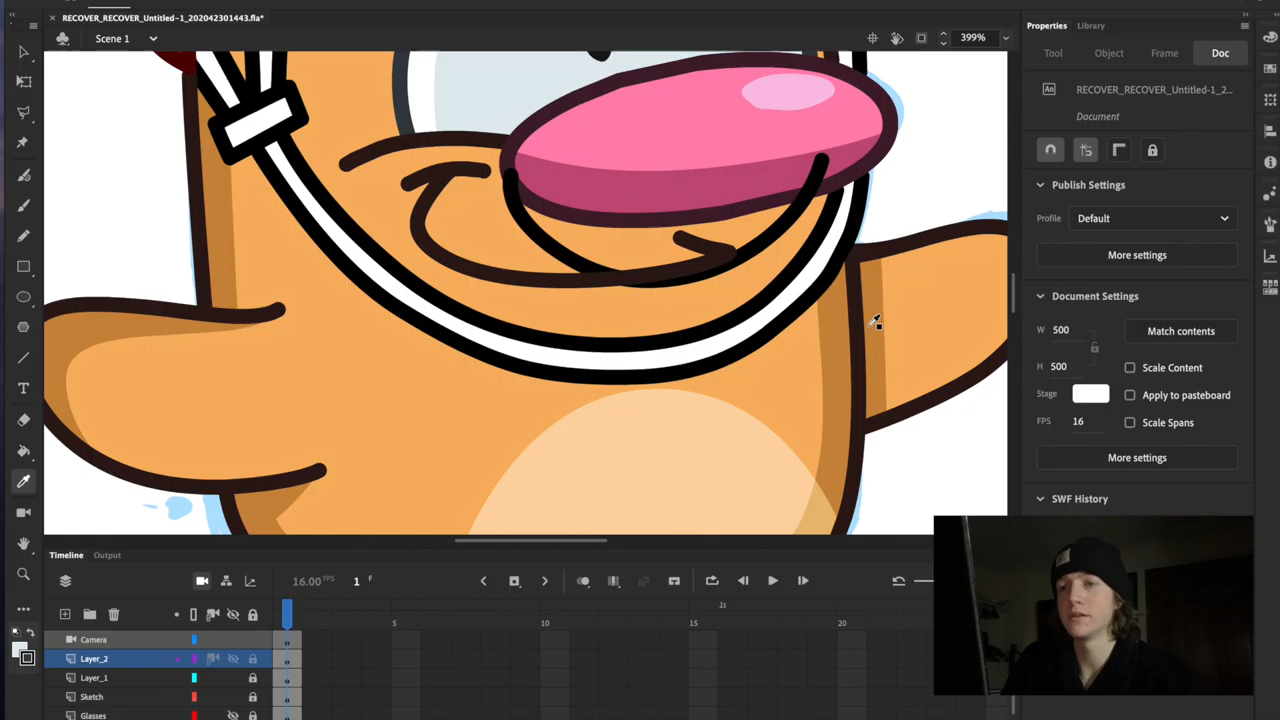 RECOVER_RECOVER_Untitled-1_202042301443.fla*
Scene 1
399%
Properties
Library
Tool
Object
Frame
Doc
An
RECOVER_RECOVER_Untitled-1_2...
Document
Publish Settings
Profile
Default
More settings
Document Settings
W
500
Match contents
H
500
Scale Content
Stage
Apply to pasteboard
FPS
16
Scale Spans
More settings
SWF History
T
Timeline
Output
16.00 FPS
1
F
1s
5
10
15
20
Camera
Layer_2
Layer_1
Sketch
Glasses